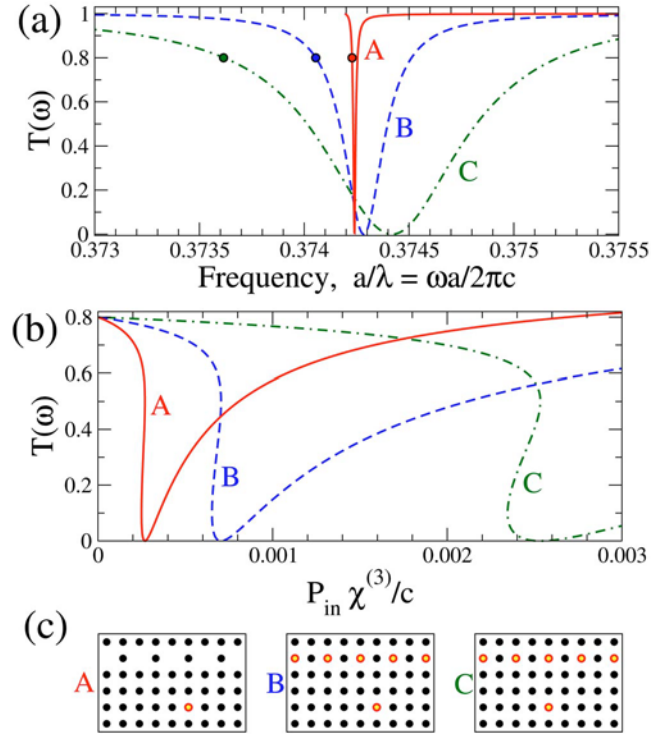 (a)
1
0.8
0.6
0.4
0.2
0
T(ω)
A
B
C
0.373
0.3735
0.374
0.3745
0.375
0.3755
Frequency, a/λ = ωa/2πc
(b)
0.8
0.6
0.4
0.2
0
T(ω)
A
B
C
0
0.001
0.002
0.003
P_in χ^(3)/c
(c)
A
B
C